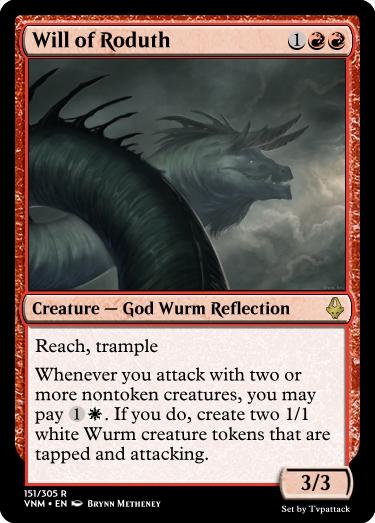 Will of Roduth 1
Creature — God Wurm Reflection
Reach, trample
Whenever you attack with two or
more nontoken creatures, you may
pay 1 . If you do, create two 1/1
white Wurm creature tokens that are
tapped and attacking.
3/3
151/305 R
VNM • EN Brynn Metheney
Set by Tvpattack